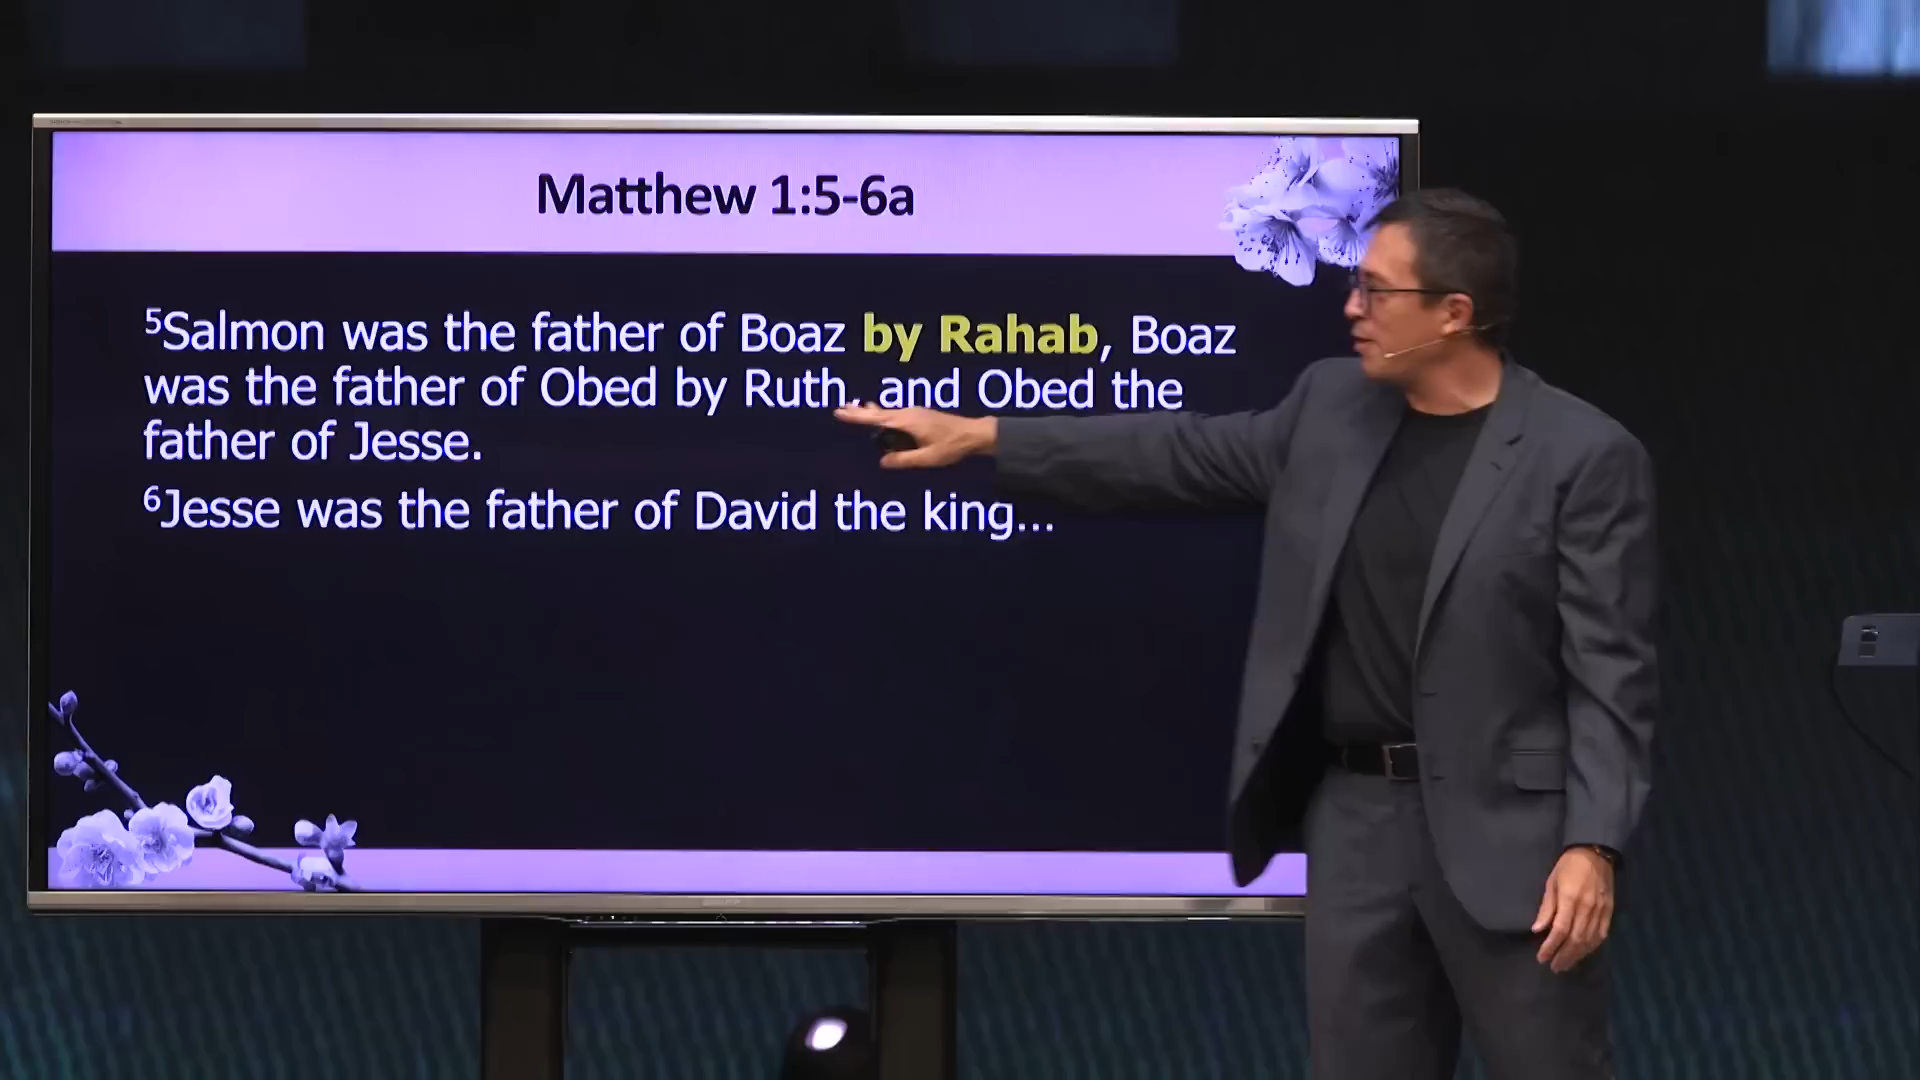 Matthew 1:5-6a
⁵Salmon was the father of Boaz by Rahab, Boaz
was the father of Obed by Ruth, and Obed the
father of Jesse.
⁶Jesse was the father of David the king...